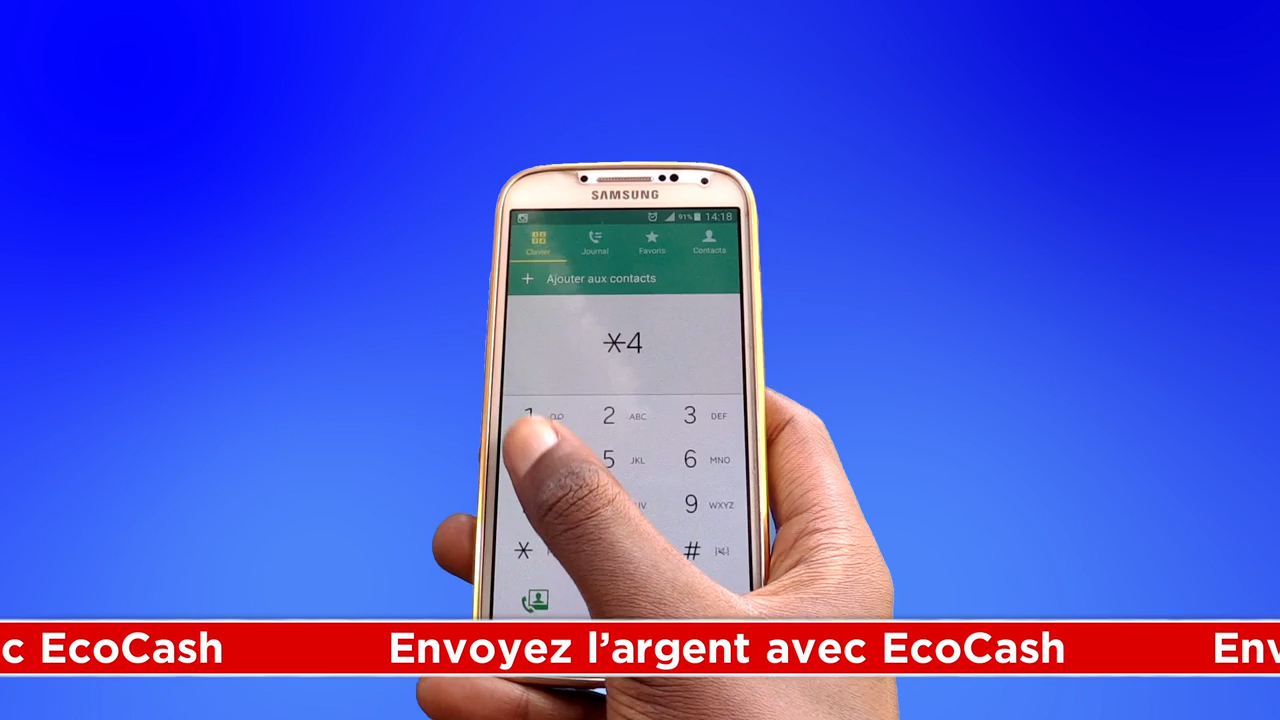 SAMSUNG
91% 14:18
Clavier Journal Favoris Contacts
+ Ajouter aux contacts
*4
1 2 ABC 3 DEF
5 JKL 6 MNO
9 WXYZ
* #
c EcoCash Envoyez l’argent avec EcoCash Env